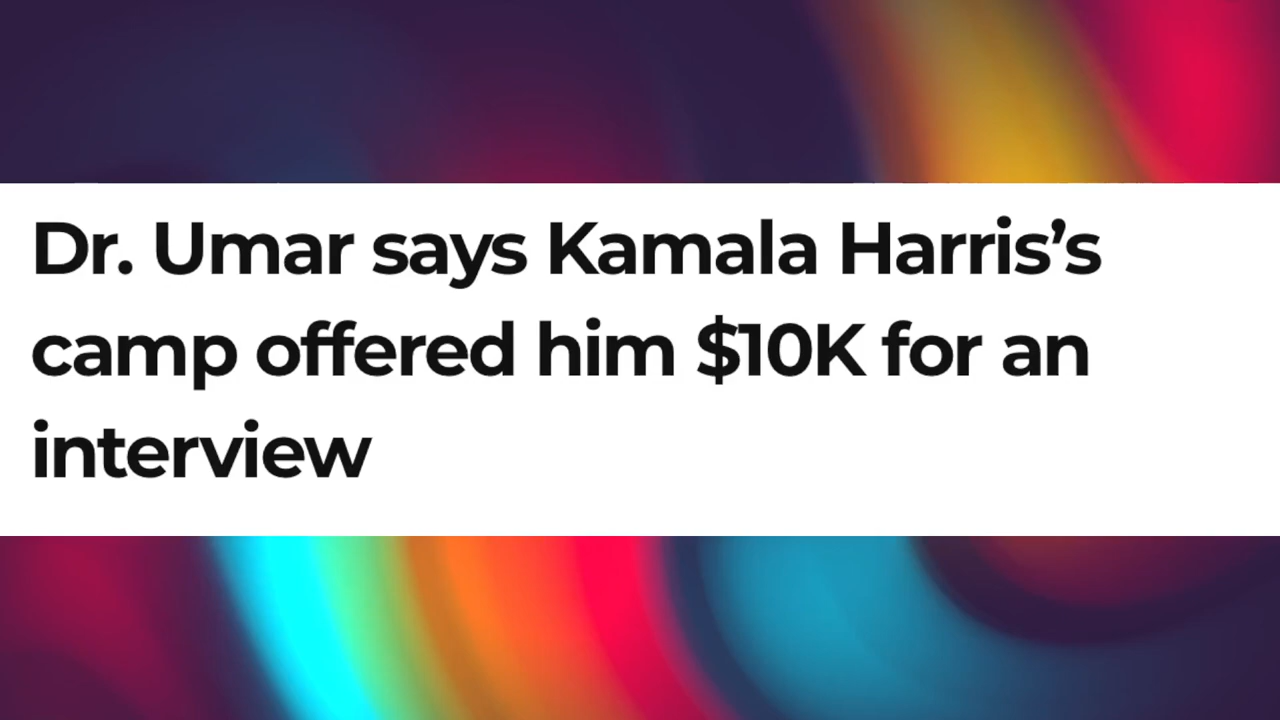 Dr. Umar says Kamala Harris’s
camp offered him $10K for an
interview